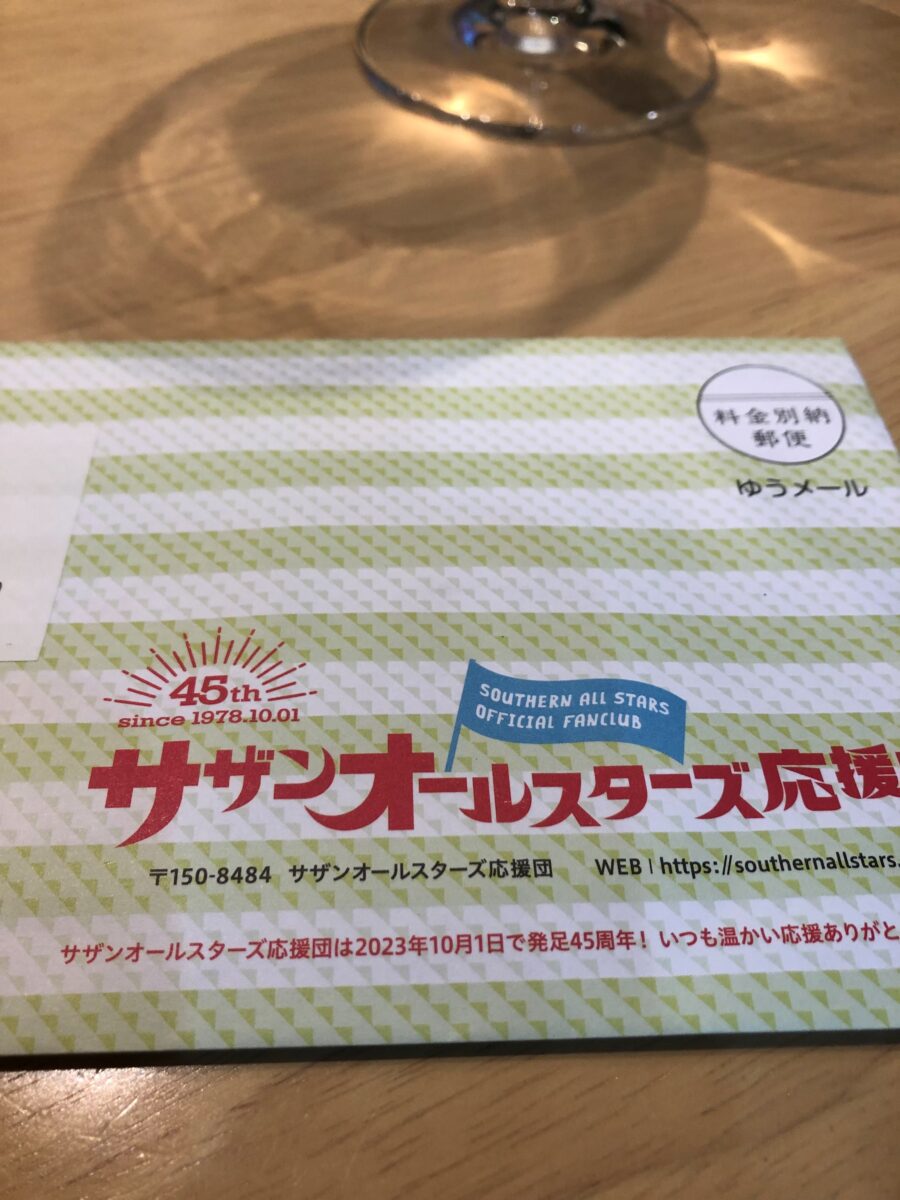 料金別納
郵便
ゆうメール
45th
since 1978.10.01
SOUTHERN ALL STARS
OFFICIAL FANCLUB
サザンオールスターズ応援
〒150-8484 サザンオールスターズ応援団 WEB | https://southernallstars.
サザンオールスターズ応援団は2023年10月1日で発足45周年！いつも温かい応援ありがと